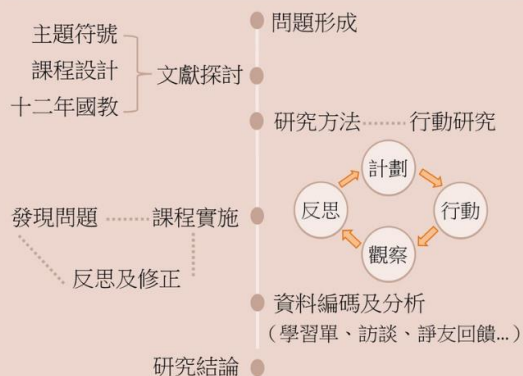 問題形成
主題符號
課程設計
十二年國教
文獻探討
研究方法........行動研究
計劃
行動
觀察
反思
發現問題........課程實施
反思及修正
資料編碼及分析
（學習單、訪談、諍友回饋...）
研究結論